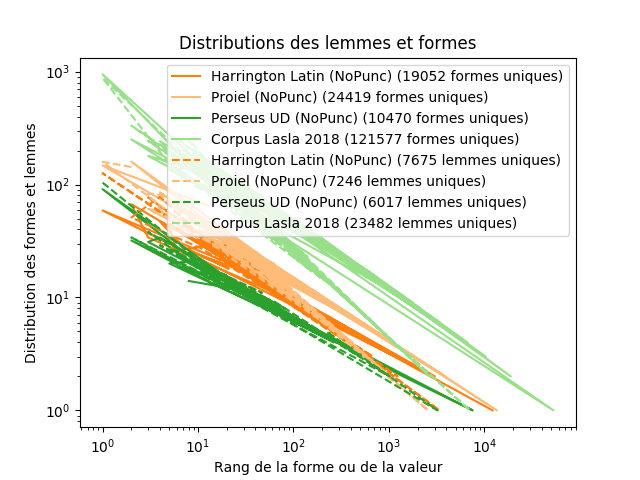 Distributions des lemmes et formes
Distribution des formes et lemmes
10³
10²
10¹
10⁰
Harrington Latin (NoPunc) (19052 formes uniques)
Proiel (NoPunc) (24419 formes uniques)
Perseus UD (NoPunc) (10470 formes uniques)
Corpus Lasla 2018 (121577 formes uniques)
Harrington Latin (NoPunc) (7675 lemmes uniques)
Proiel (NoPunc) (7246 lemmes uniques)
Perseus UD (NoPunc) (6017 lemmes uniques)
Corpus Lasla 2018 (23482 lemmes uniques)
10⁰ 10¹ 10² 10³ 10⁴
Rang de la forme ou de la valeur